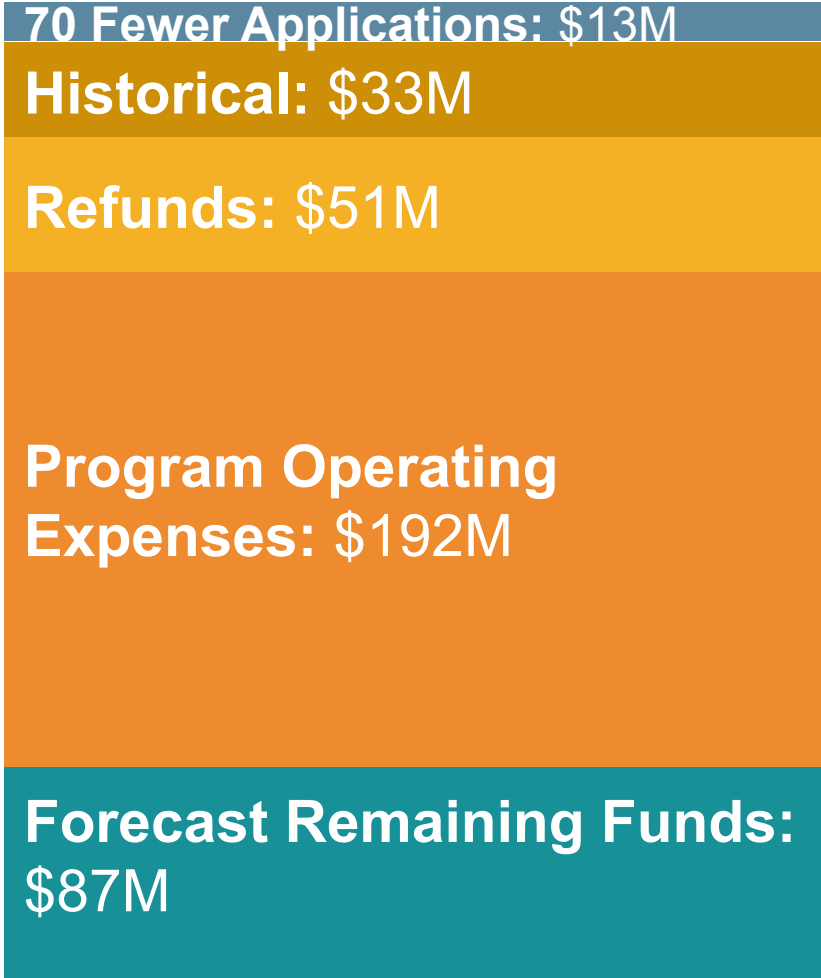 70 Fewer Applications: $13M
Historical: $33M
Refunds: $51M
Program Operating
Expenses: $192M
Forecast Remaining Funds:
$87M